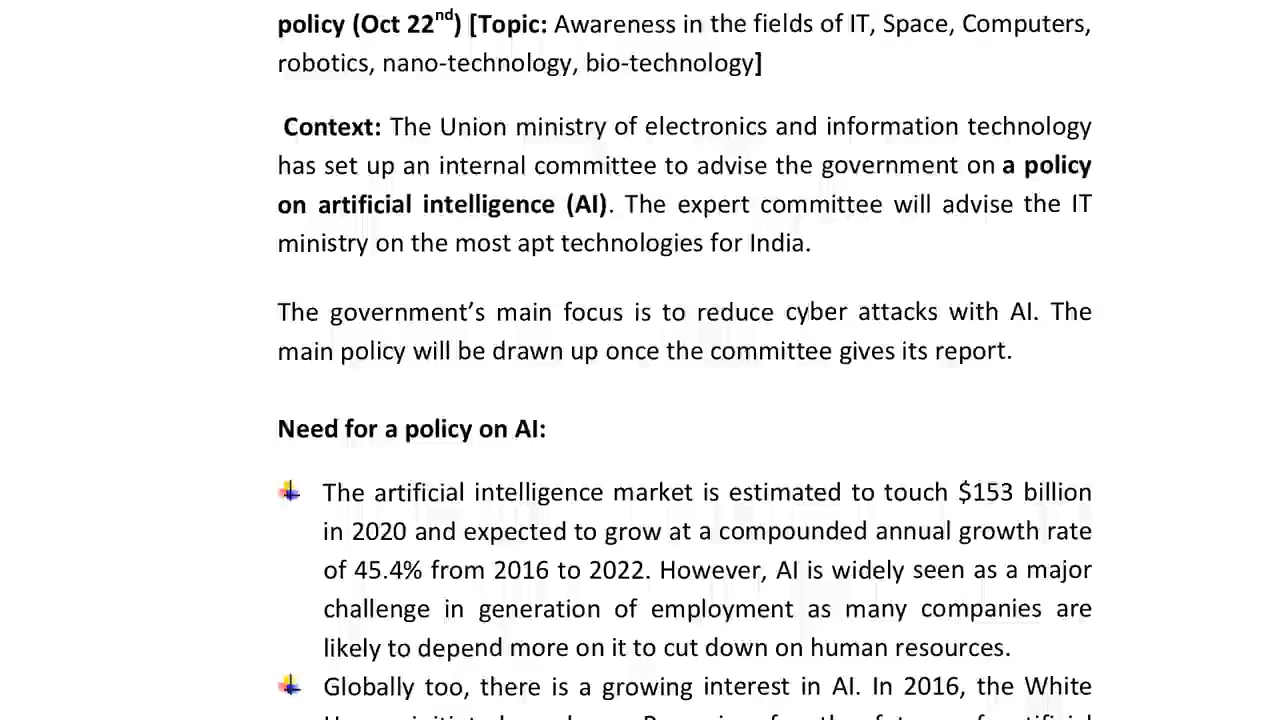 policy (Oct 22nd) [Topic: Awareness in the fields of IT, Space, Computers,
robotics, nano-technology, bio-technology]
Context: The Union ministry of electronics and information technology
has set up an internal committee to advise the government on a policy
on artificial intelligence (AI). The expert committee will advise the IT
ministry on the most apt technologies for India.
The government’s main focus is to reduce cyber attacks with AI. The
main policy will be drawn up once the committee gives its report.
Need for a policy on AI:
The artificial intelligence market is estimated to touch $153 billion
in 2020 and expected to grow at a compounded annual growth rate
of 45.4% from 2016 to 2022. However, AI is widely seen as a major
challenge in generation of employment as many companies are
likely to depend more on it to cut down on human resources.
Globally too, there is a growing interest in AI. In 2016, the White